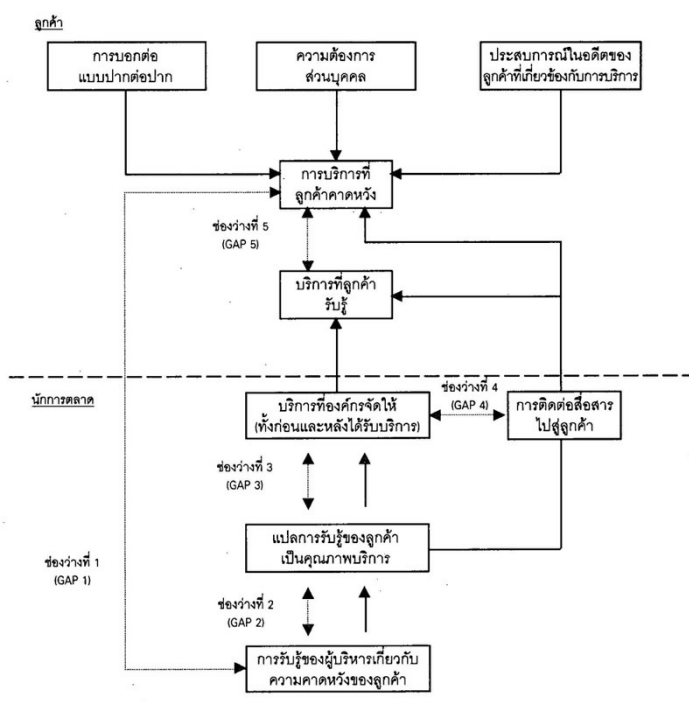 ลูกค้า
การบอกต่อ
แบบปากต่อปาก
ความต้องการ
ส่วนบุคคล
ประสบการณ์ในอดีตของ
ลูกค้าที่เกี่ยวข้องกับการบริการ
การบริการที่
ลูกค้าคาดหวัง
ช่องว่างที่ 5
(GAP 5)
บริการที่ลูกค้า
รับรู้
นักการตลาด
บริการที่องค์กรจัดให้
(ทั้งก่อนและหลังได้รับบริการ)
ช่องว่างที่ 4
(GAP 4)
การติดต่อสื่อสาร
ไปสู่ลูกค้า
ช่องว่างที่ 3
(GAP 3)
แปลการรับรู้ของลูกค้า
เป็นคุณภาพบริการ
ช่องว่างที่ 1
(GAP 1)
ช่องว่างที่ 2
(GAP 2)
การรับรู้ของผู้บริหารเกี่ยวกับ
ความคาดหวังของลูกค้า